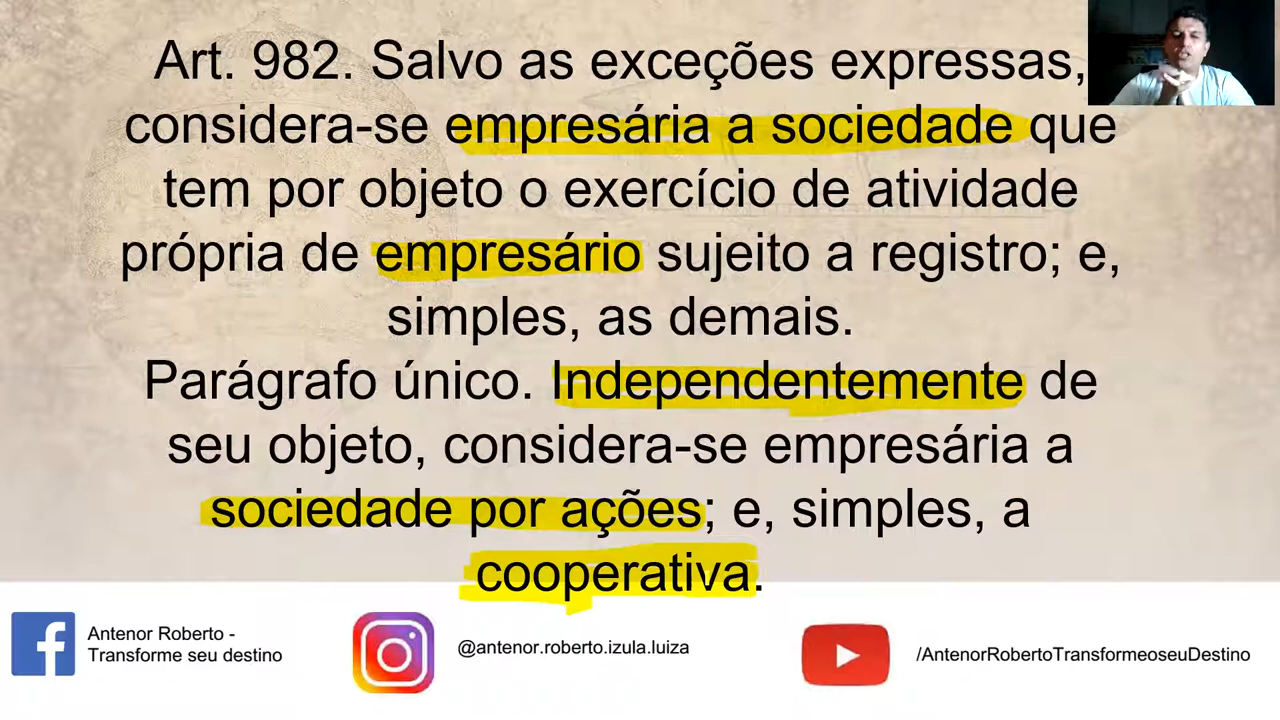 Art. 982. Salvo as exceções expressas,
considera-se empresária a sociedade que
tem por objeto o exercício de atividade
própria de empresário sujeito a registro; e,
simples, as demais.
Parágrafo único. Independentemente de
seu objeto, considera-se empresária a
sociedade por ações; e, simples, a
cooperativa.
Antenor Roberto -
Transforme seu destino
@antenor.roberto.izula.luiza
/AntenorRobertoTransformeoseuDestino